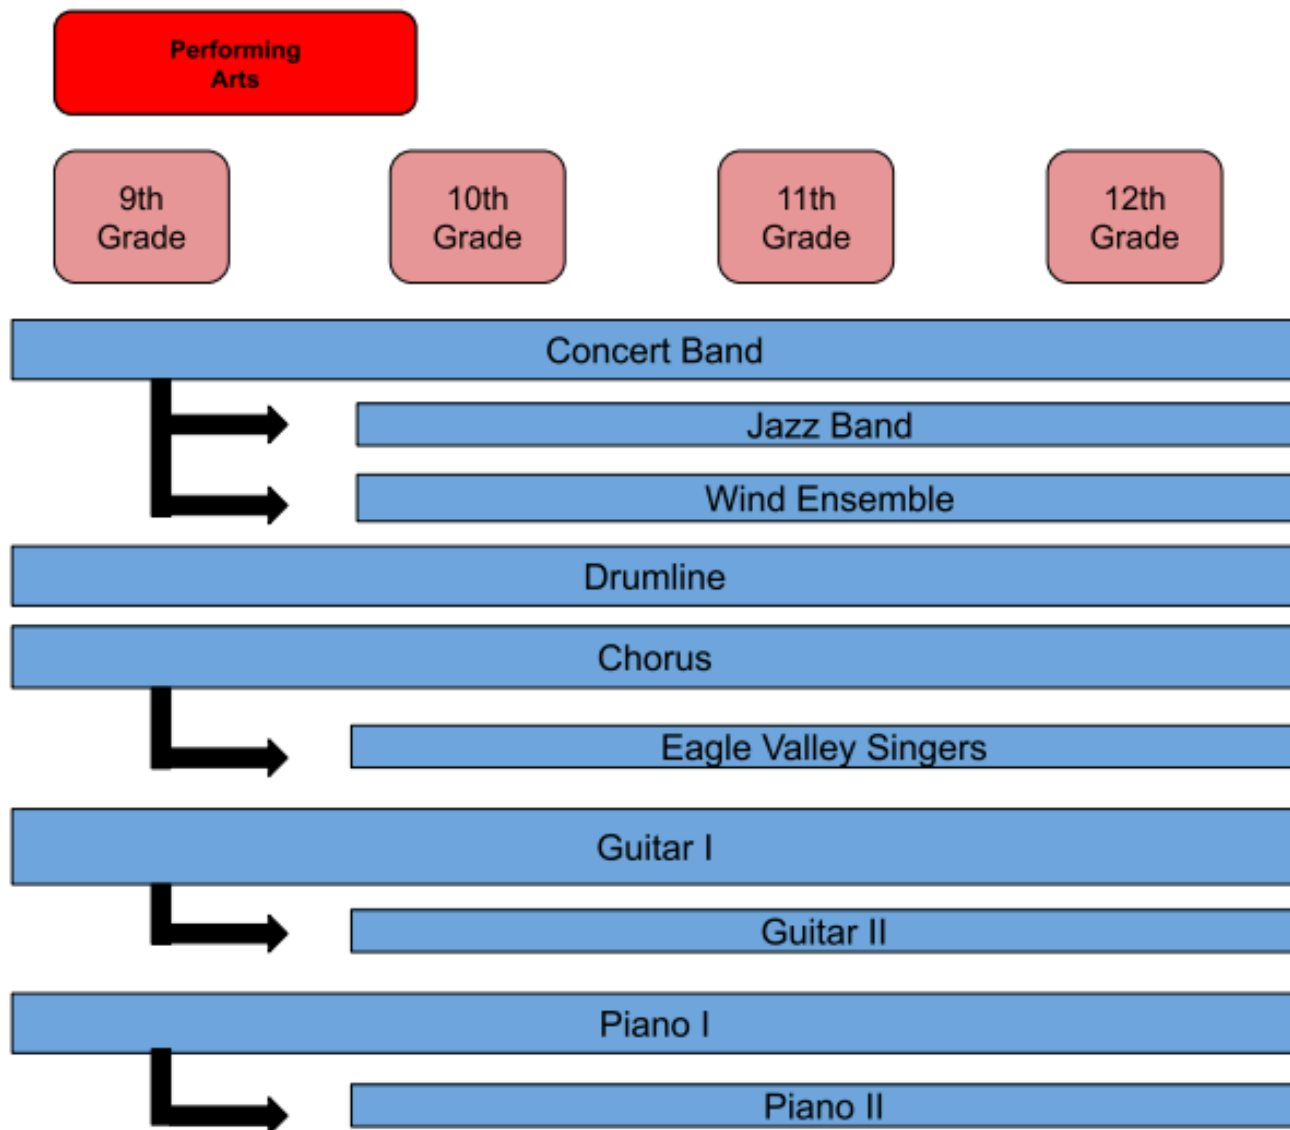 Performing
Arts
9th
Grade
10th
Grade
11th
Grade
12th
Grade
Concert Band
Jazz Band
Wind Ensemble
Drumline
Chorus
Eagle Valley Singers
Guitar I
Guitar II
Piano I
Piano II